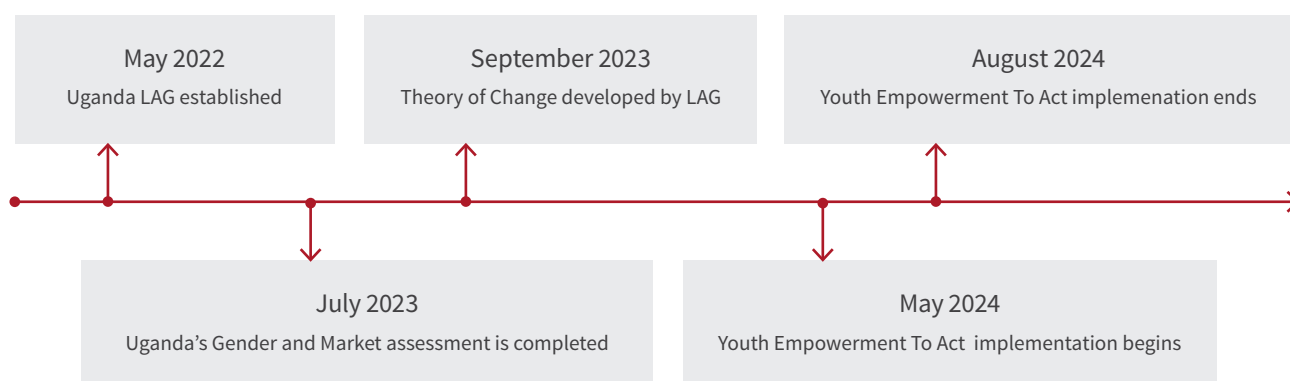 May 2022
Uganda LAG established
September 2023
Theory of Change developed by LAG
August 2024
Youth Empowerment To Act implemenation ends
July 2023
Uganda’s Gender and Market assessment is completed
May 2024
Youth Empowerment To Act  implementation begins